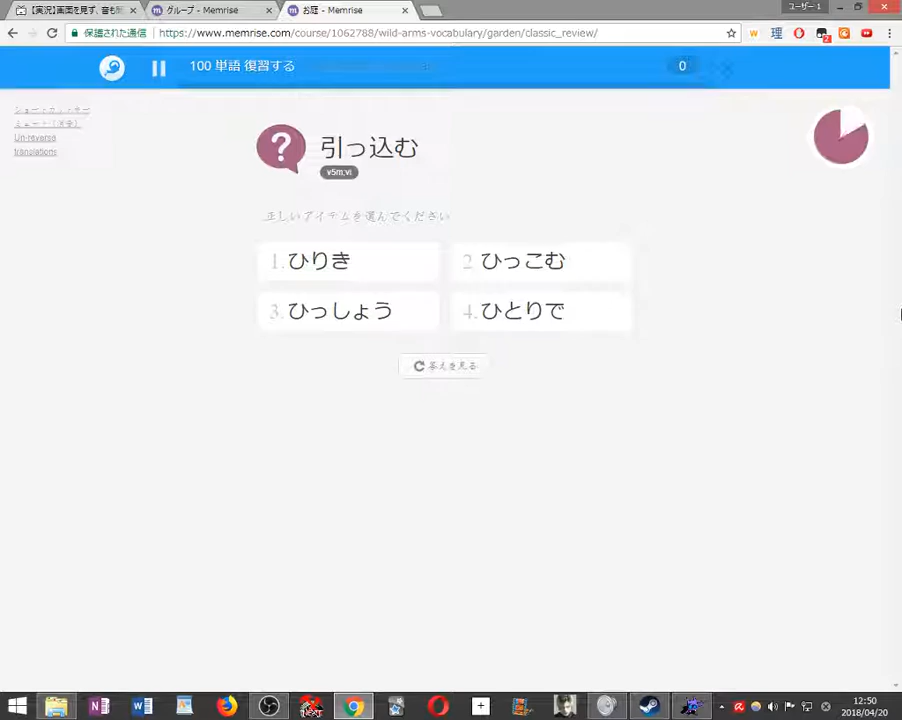 【実況】画面を見ず、音も
グループ - Memrise
お庭 - Memrise
ユーザー 1
保護された通信
https://www.memrise.com/course/1062788/wild-arms-vocabulary/garden/classic_review/
100 単語 復習する
0
Un-reverse
translations
引っ込む
v5m;vi
正しいアイテムを選んでください
1. ひりき
2 ひっこむ
3. ひっしょう
4. ひとりで
答えを見る
12:50
2018/04/20